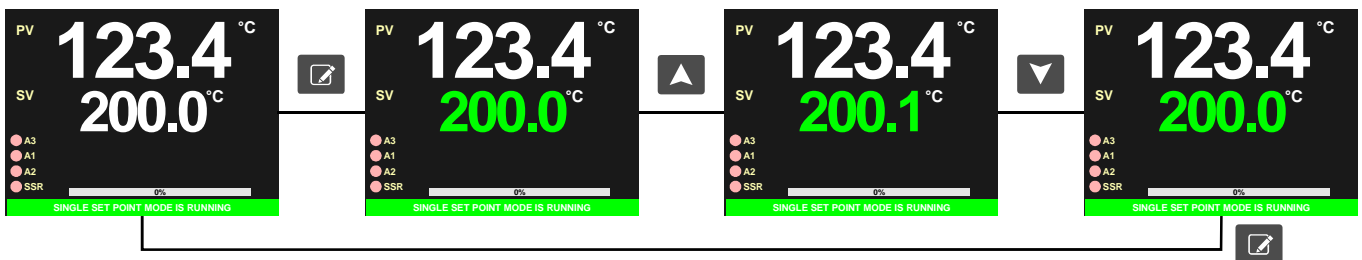 PV 123.4 °C
SV 200.0 °C
A3
A1
A2
SSR
0%
SINGLE SET POINT MODE IS RUNNING
PV 123.4 °C
SV 200.0 °C
A3
A1
A2
SSR
0%
SINGLE SET POINT MODE IS RUNNING
PV 123.4 °C
SV 200.1 °C
A3
A1
A2
SSR
0%
SINGLE SET POINT MODE IS RUNNING
PV 123.4 °C
SV 200.0 °C
A3
A1
A2
SSR
0%
SINGLE SET POINT MODE IS RUNNING